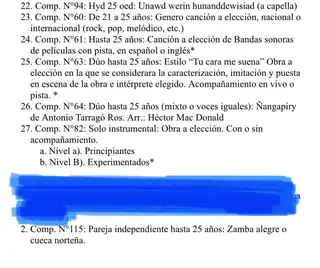 22. Comp. N°94: Hyd 25 oed: Unawd werin hunanddewisiad (a capella)
23. Comp. N°60: De 21 a 25 años: Genero canción a elección, nacional o
internacional (rock, pop, melódico, etc.)
24. Comp. N°61: Hasta 25 años: Canción a elección de Bandas sonoras
de películas con pista, en español o inglés*
25. Comp. N°63: Dúo hasta 25 años: Estilo “Tu cara me suena” Obra a
elección en la que se considerara la caracterización, imitación y puesta
en escena de la obra e intérprete elegido. Acompañamiento en vivo o
pista. *
26. Comp. N°64: Dúo hasta 25 años (mixto o voces iguales): Ñangapiry
de Antonio Tarragó Ros. Arr.: Héctor Mac Donald
27. Comp. N°82: Solo instrumental: Obra a elección. Con o sin
acompañamiento.
a. Nivel a). Principiantes
b. Nivel B). Experimentados*
2. Comp. N°115: Pareja independiente hasta 25 años: Zamba alegre o
cueca norteña.